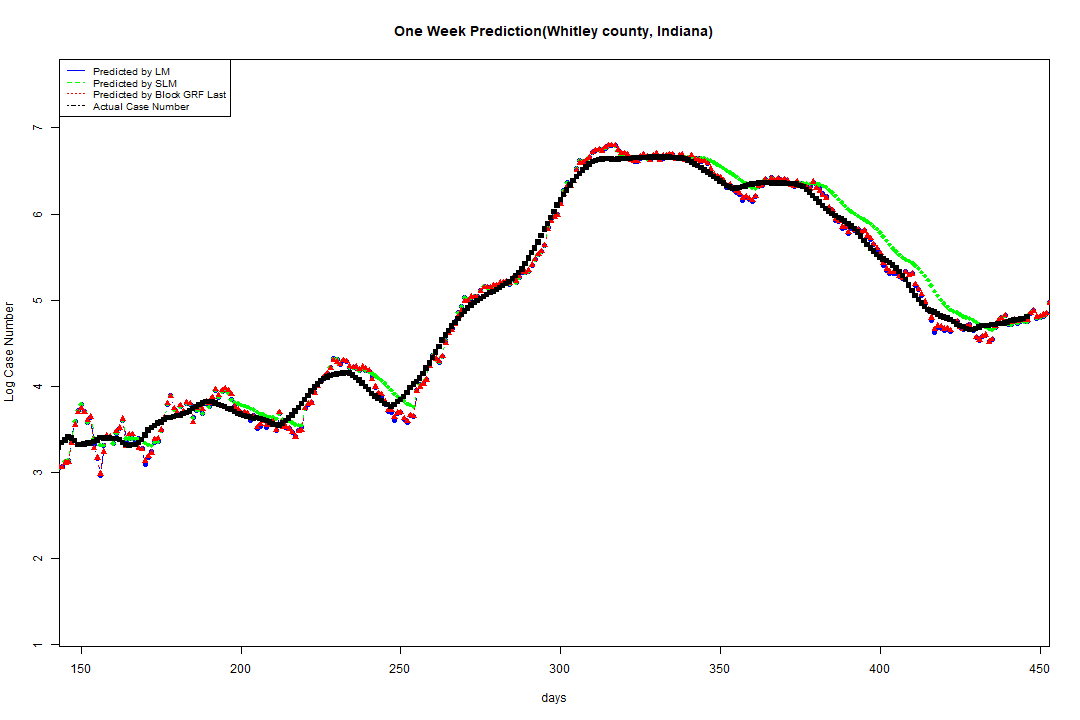 One Week Prediction(Whitley county, Indiana)
Predicted by LM
Predicted by SLM
Predicted by Block GRF Last
Actual Case Number
Log Case Number
7
6
5
4
3
2
1
150 200 250 300 350 400 450
days